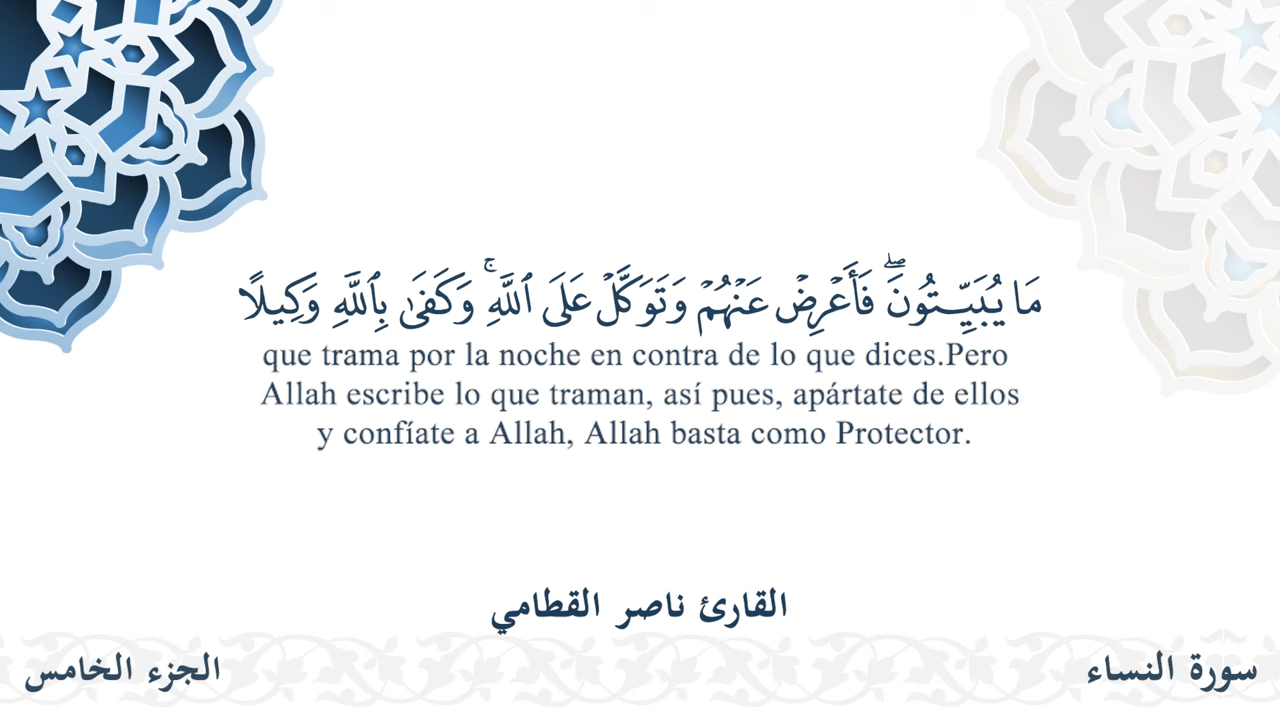 مَا يُبَيِّتُونَۖ فَأَعۡرِضۡ عَنۡهُمۡ وَتَوَكَّلۡ عَلَى ٱللَّهِۚ وَكَفَىٰ بِٱللَّهِ وَكِيلًا
que trama por la noche en contra de lo que dices.Pero
Allah escribe lo que traman, así pues, apártate de ellos
y confíate a Allah, Allah basta como Protector.
القارئ ناصر القطامي
سورة النساء
الجزء الخامس